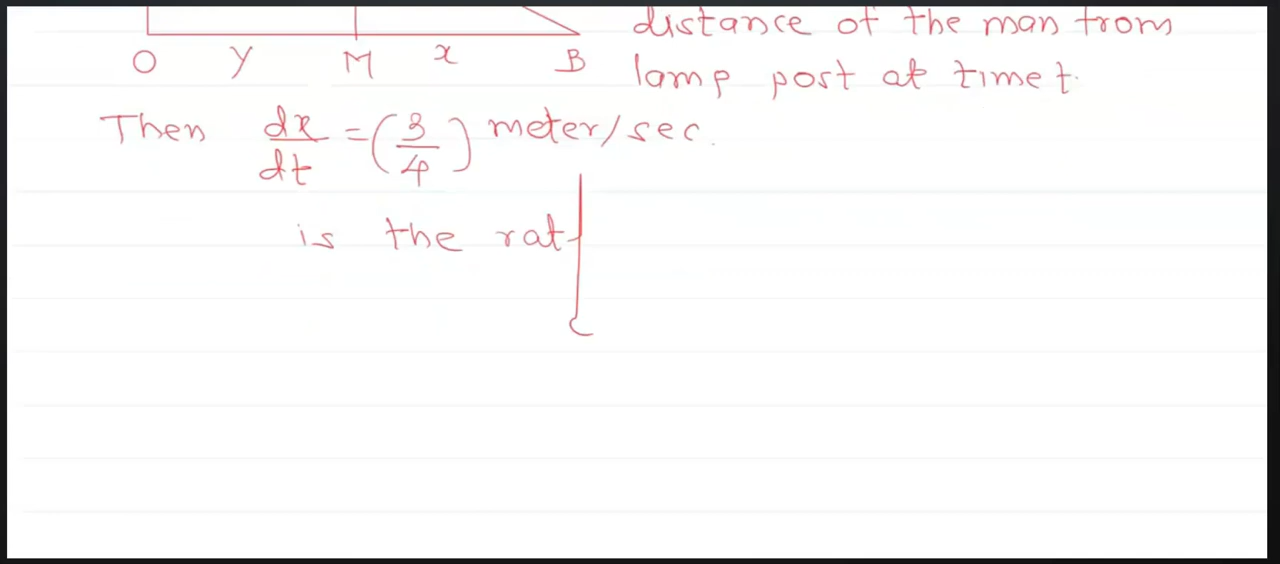 distance of the man from
O y M x B lamp post at time t.
Then dx/dt = (3/4) meter/sec.
is the rat